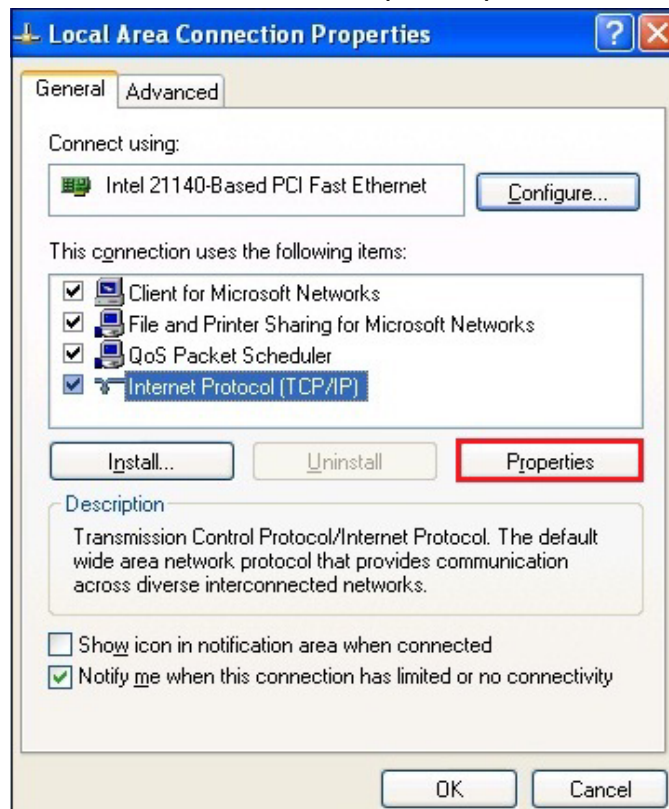 Local Area Connection Properties
General
Advanced
Connect using:
Intel 21140-Based PCI Fast Ethernet
Configure...
This connection uses the following items:
Client for Microsoft Networks
File and Printer Sharing for Microsoft Networks
QoS Packet Scheduler
Internet Protocol (TCP/IP)
Install...
Uninstall
Properties
Description
Transmission Control Protocol/Internet Protocol. The default
wide area network protocol that provides communication
across diverse interconnected networks.
Show icon in notification area when connected
Notify me when this connection has limited or no connectivity
OK
Cancel